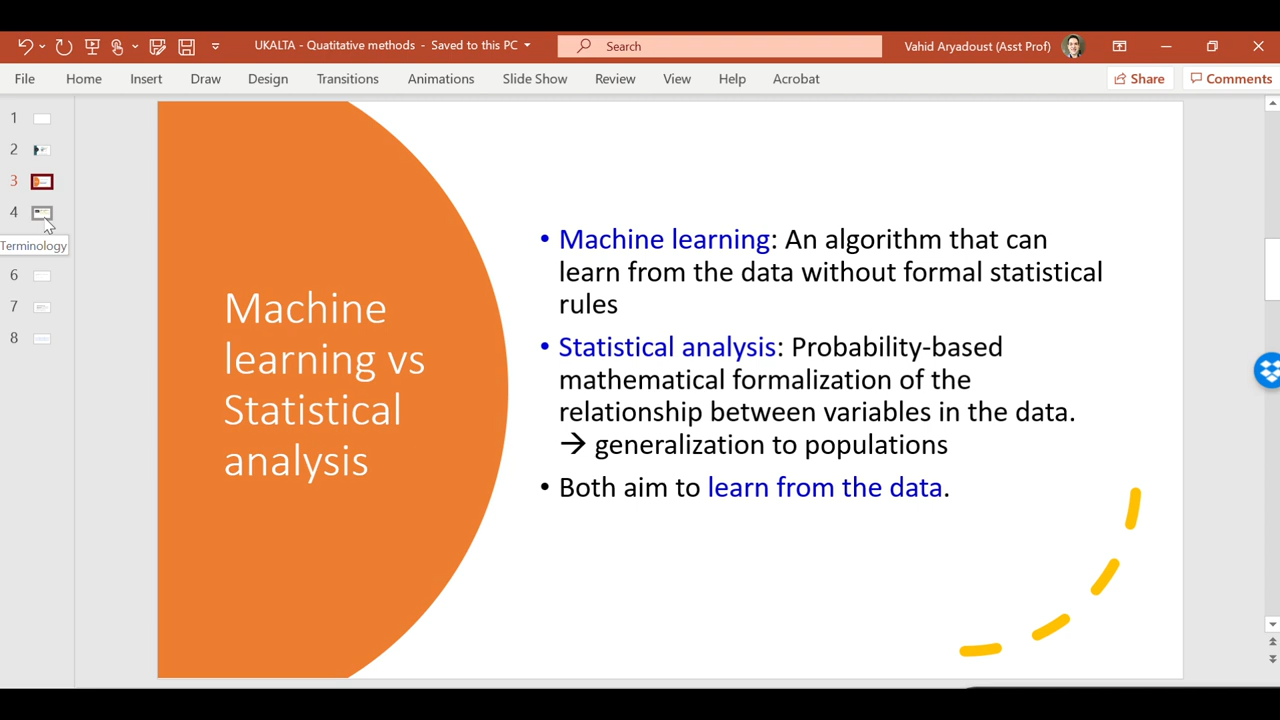 UKALTA - Quatitative methods - Saved to this PC
Search
Vahid Aryadoust (Asst Prof)
File Home Insert Draw Design Transitions Animations Slide Show Review View Help Acrobat Share Comments
1
2
3
4
Terminology
6
7
8
Machine
learning vs
Statistical
analysis
• Machine learning: An algorithm that can
learn from the data without formal statistical
rules
• Statistical analysis: Probability-based
mathematical formalization of the
relationship between variables in the data.
→ generalization to populations
• Both aim to learn from the data.